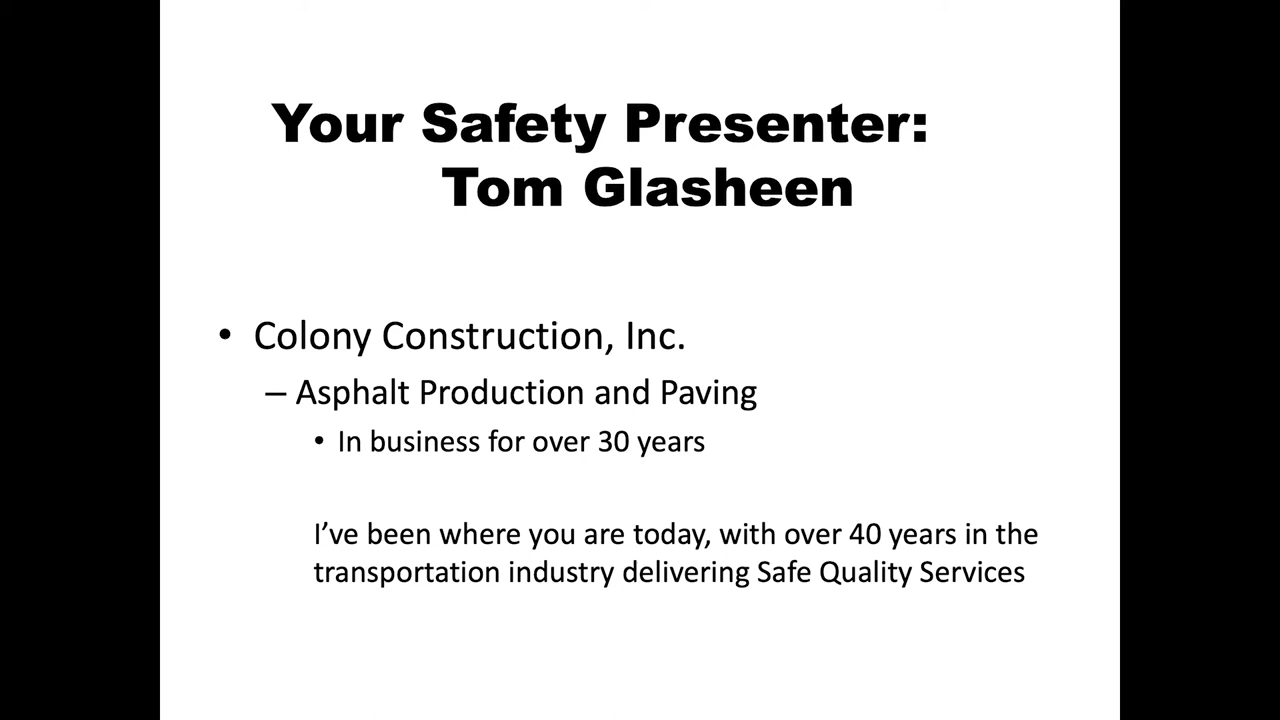 Your Safety Presenter:
Tom Glasheen
• Colony Construction, Inc.
– Asphalt Production and Paving
• In business for over 30 years
I’ve been where you are today, with over 40 years in the
transportation industry delivering Safe Quality Services